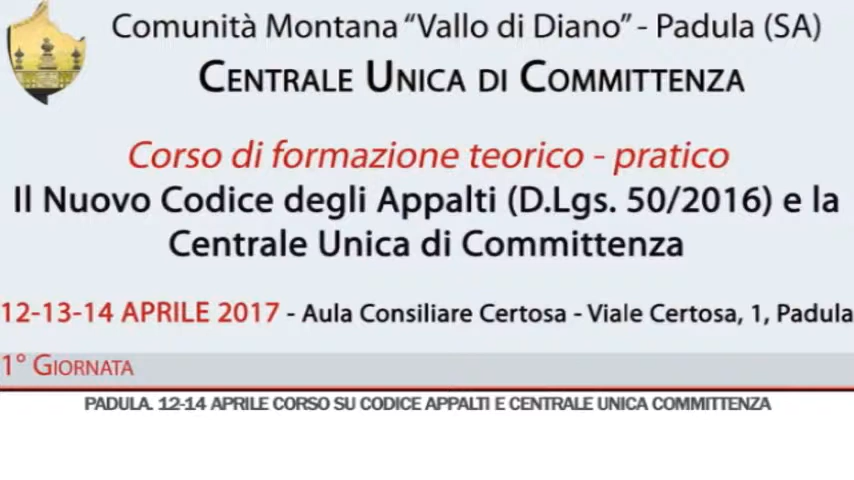 Comunità Montana “Vallo di Diano” - Padula (SA)
CENTRALE UNICA DI COMMITTENZA
Corso di formazione teorico - pratico
Il Nuovo Codice degli Appalti (D.Lgs. 50/2016) e la
Centrale Unica di Committenza
12-13-14 APRILE 2017 - Aula Consiliare Certosa - Viale Certosa, 1, Padula
1° GIORNATA
PADULA. 12-14 APRILE CORSO SU CODICE APPALTI E CENTRALE UNICA COMMITTENZA